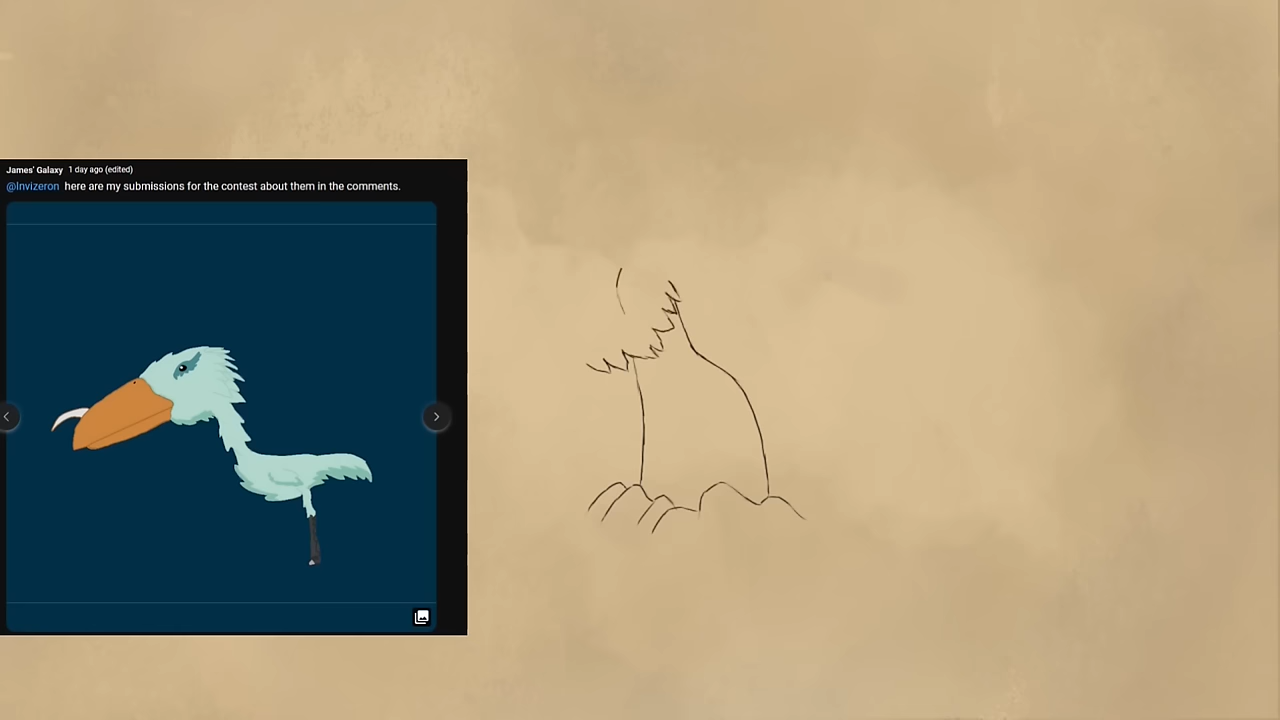 James' Galaxy 1 day ago (edited)
@Invizeron here are my submissions for the contest about them in the comments.